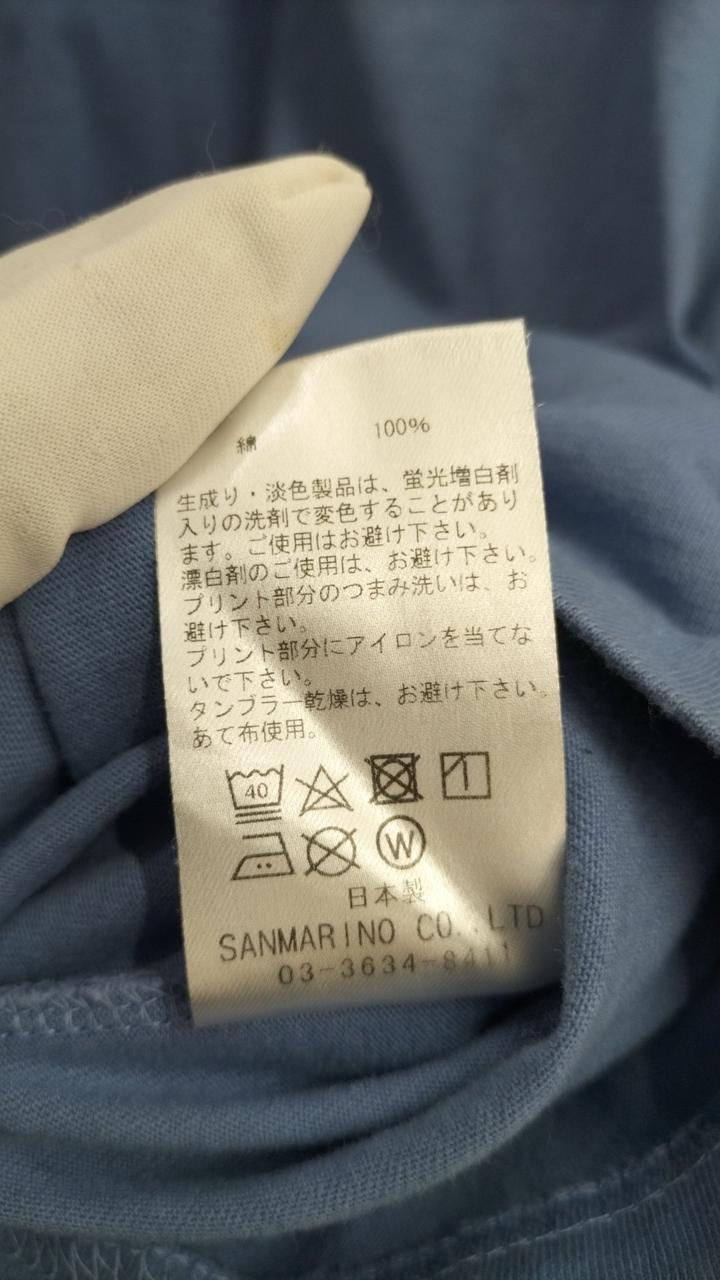 綿 100%
生成り・淡色製品は、蛍光増白剤
入りの洗剤で変色することがあり
ます。ご使用はお避け下さい。
漂白剤のご使用は、お避け下さい。
プリント部分のつまみ洗いは、お
避け下さい。
プリント部分にアイロンを当てな
いで下さい。
タンブラー乾燥は、お避け下さい。
あて布使用。
40
W
日本製
SANMARINO CO.,LTD
03-3634-8411